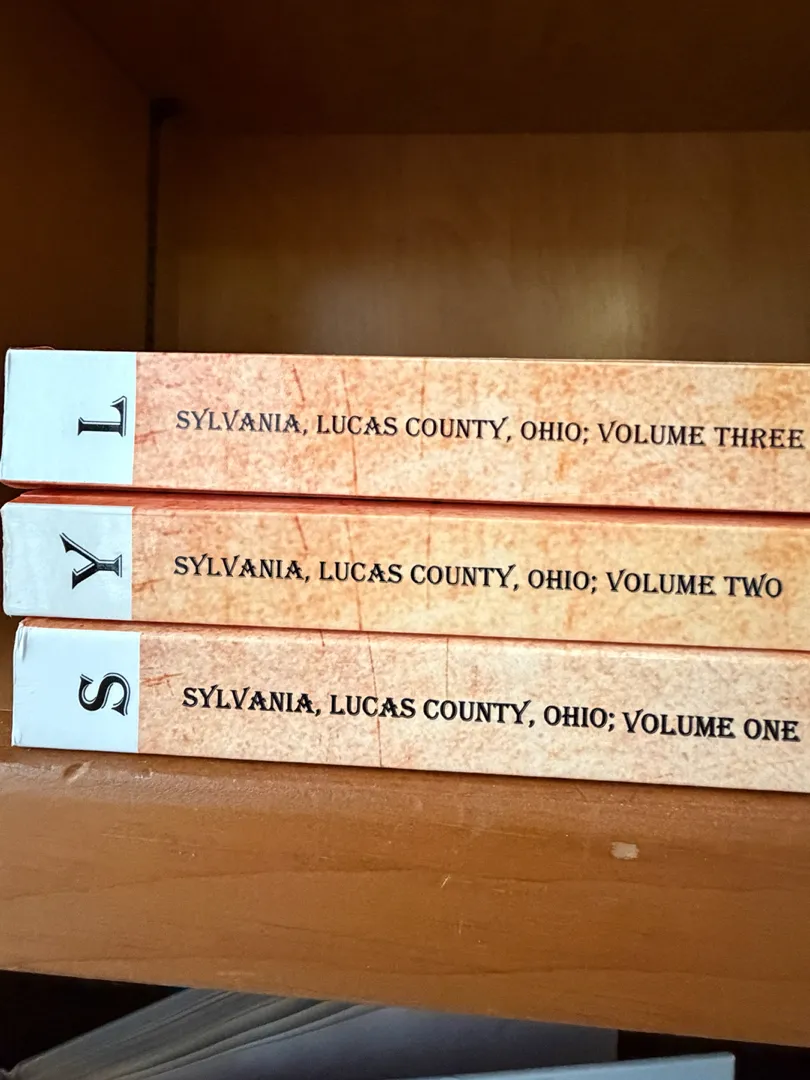 L
SYLVANIA, LUCAS COUNTY, OHIO; VOLUME THREE
Y
SYLVANIA, LUCAS COUNTY, OHIO; VOLUME TWO
S
SYLVANIA, LUCAS COUNTY, OHIO; VOLUME ONE